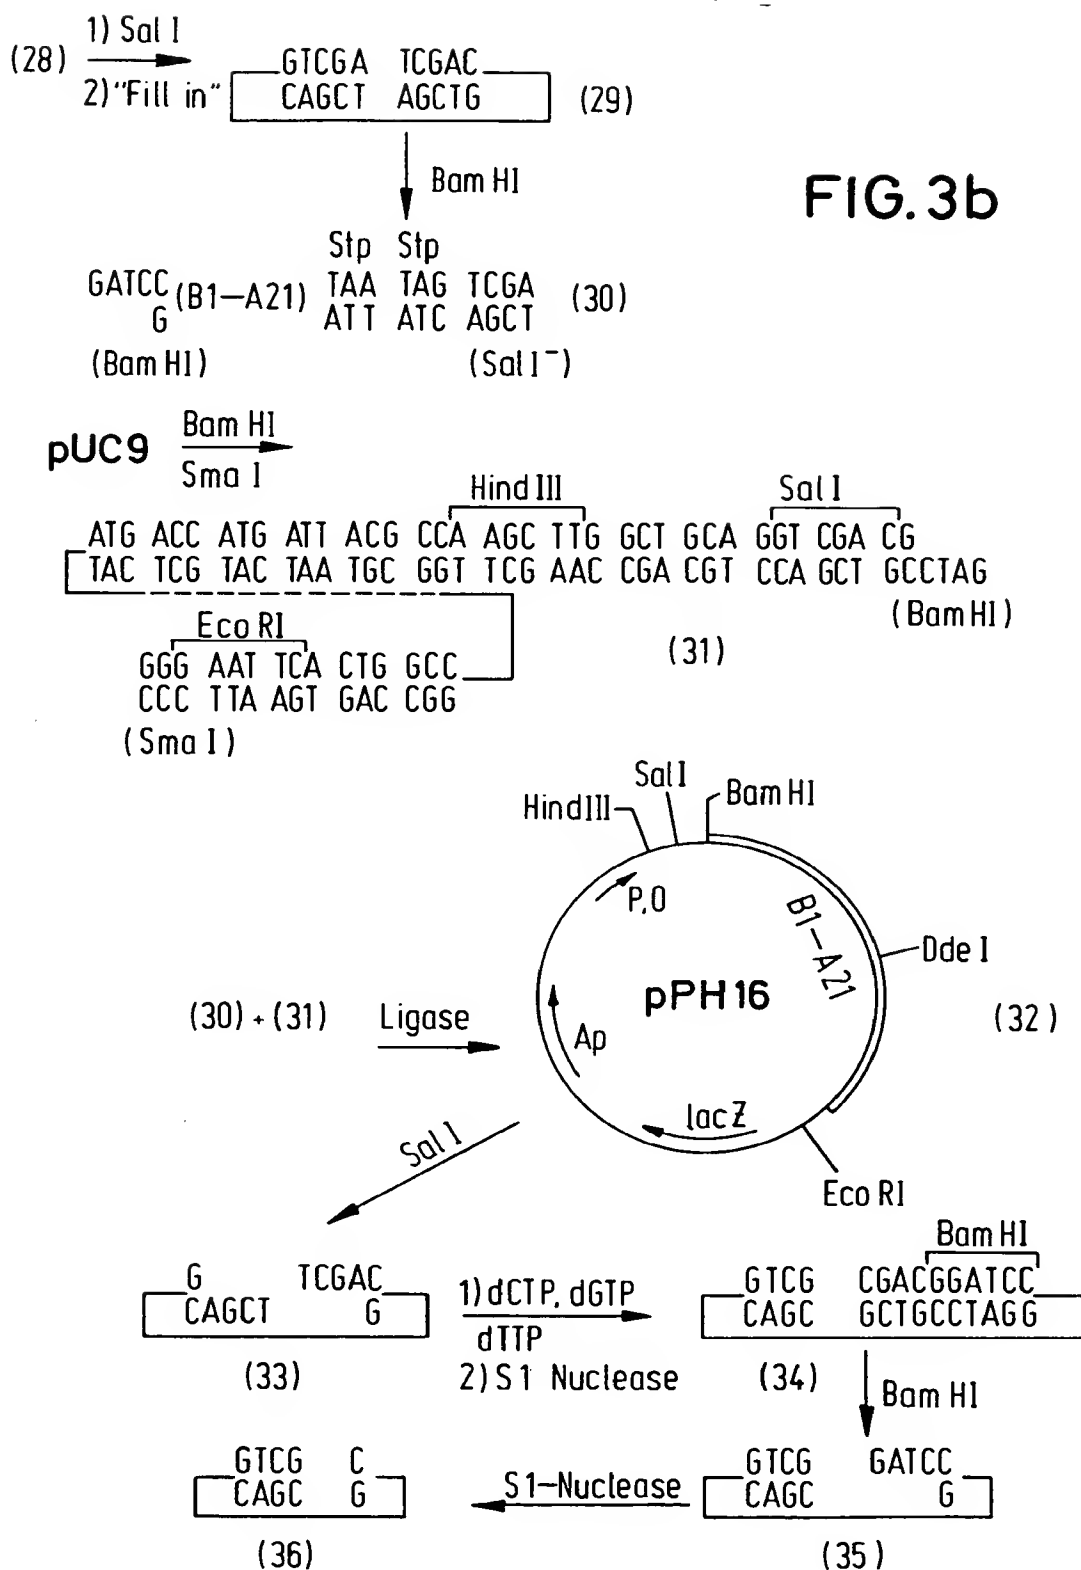 1) Sal I
(28)
2) "Fill in"
GTCGA TCGAC
CAGCT AGCTG
(29)
Bam HI
FIG. 3b
Stp Stp
GATCC (B1-A21) TAA TAG TCGA
G ATT ATC AGCT
(30)
(Bam HI) (Sal I⁻)
pUC9
Bam HI
Sma I
Hind III Sal I
ATG ACC ATG ATT ACG CCA AGC TTG GCT GCA GGT CGA CG
TAC TCG TAC TAA TGC GGT TCG AAC CGA CGT CCA GCT GCCTAG
(Bam HI)
Eco RI
GGG AAT TCA CTG GCC
CCC TTA AGT GAC CGG
(Sma I)
(31)
Sal I
Bam HI
Hind III
P,O
B1-A21
Dde I
pPH16
(30) + (31)
Ligase
(32)
Ap
lac Z
Sal I
Eco RI
Bam HI
G TCGAC
CAGCT G
(33)
1) dCTP, dGTP
dTTP
2) S1 Nuclease
GTCG CGACGGATCC
CAGC GCTGCCTAGG
(34)
Bam HI
GTCG C
CAGC G
(36)
S1-Nuclease
GTCG GATCC
CAGC G
(35)